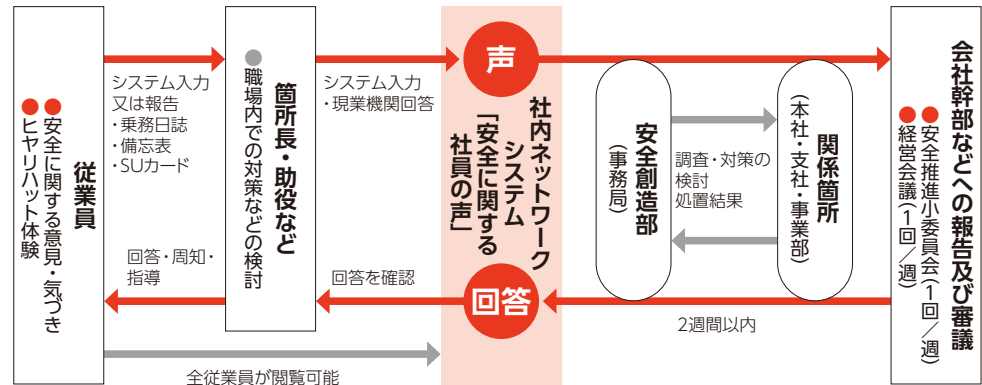 従業員
●安全に関する意見・気づき
●ヒヤリハット体験
システム入力
又は報告
・乗務日誌
・備忘表
・SUカード
回答・周知・
指導
箇所長・助役など
●職場内での対策などの検討
システム入力
・現業機関回答
回答を確認
声
社内ネットワーク
システム
「安全に関する
社員の声」
回答
安全創造部
(事務局)
調査・対策の
検討
処置結果
関係箇所
(本社・支社・事業部)
2週間以内
会社幹部などへの報告及び審議
●安全推進小委員会(1回/週)
●経営会議(1回/週)
全従業員が閲覧可能